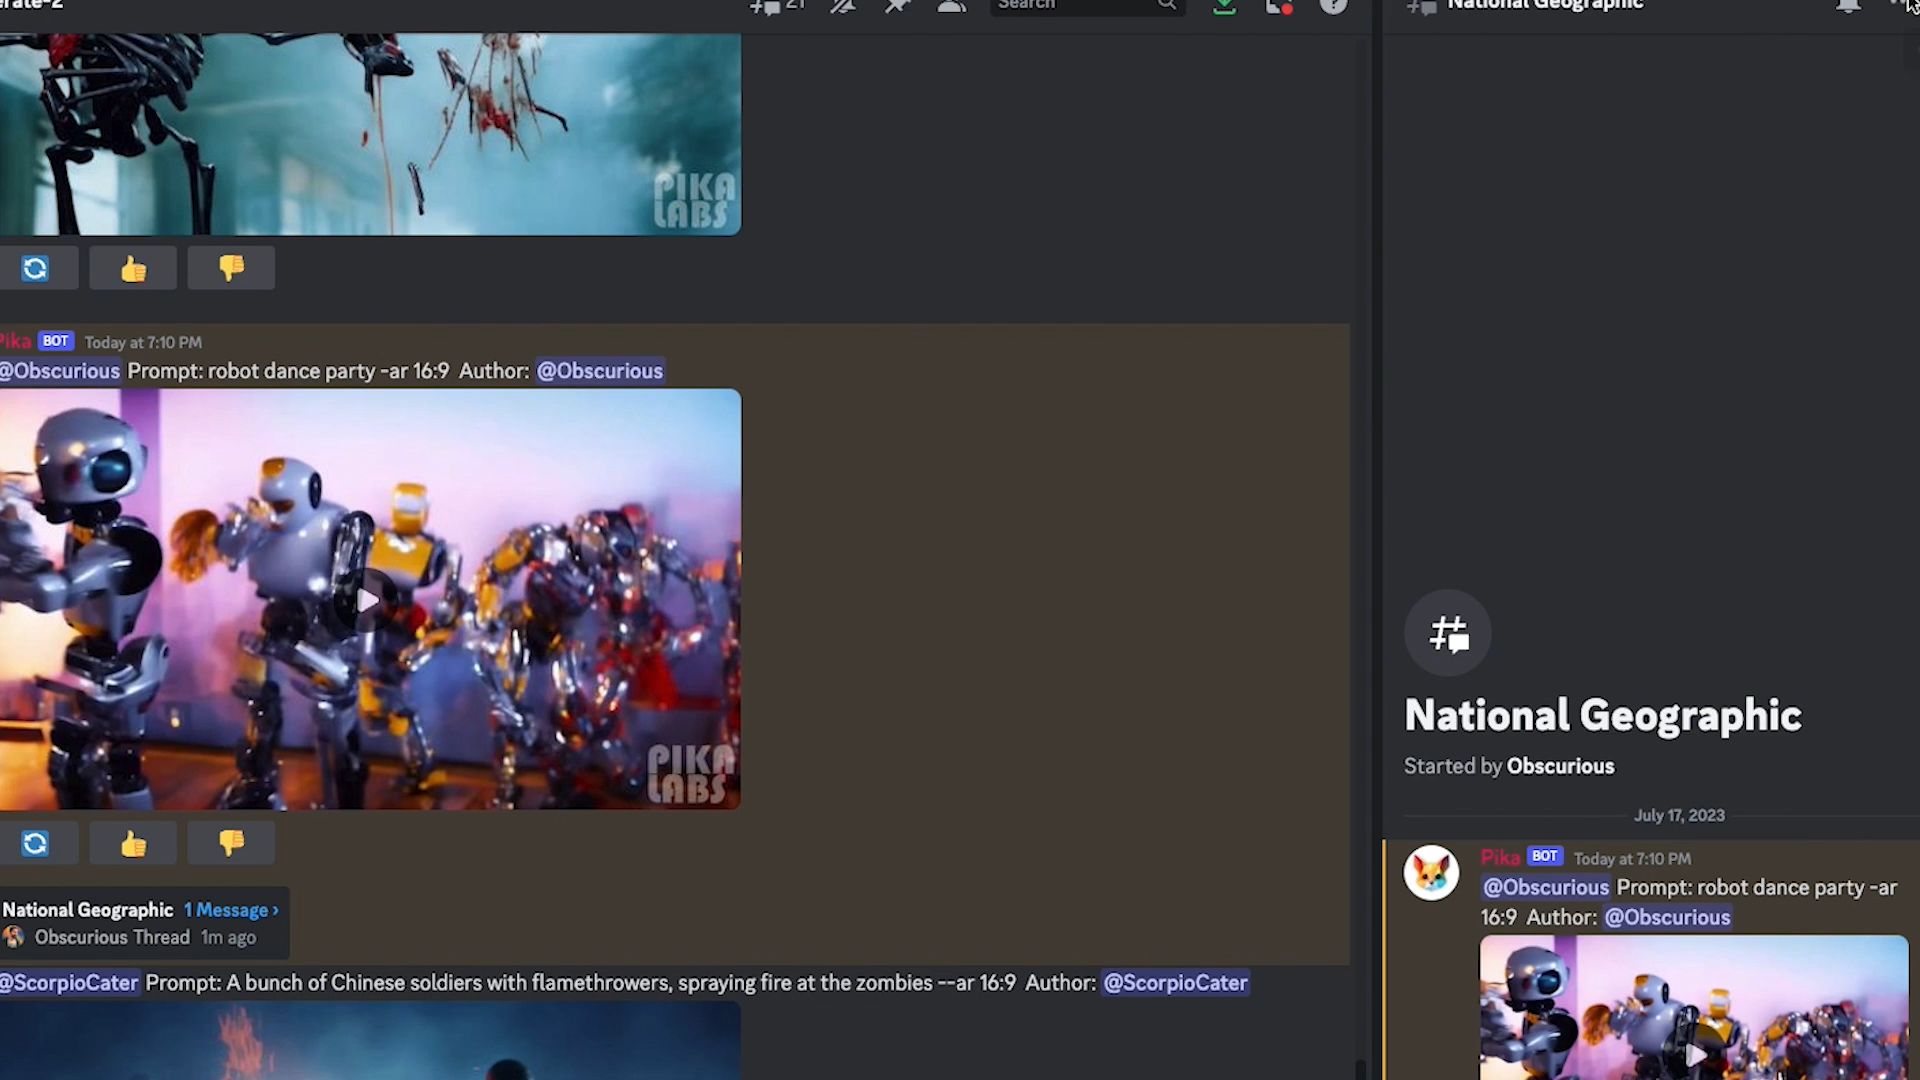 erate-2
21
Search
National Geographic
PIKA
LABS
Pika BOT Today at 7:10 PM
@Obscurious Prompt: robot dance party -ar 16:9 Author: @Obscurious
PIKA
LABS
National Geographic 1 Message ›
Obscurious Thread 1m ago
@ScorpioCater Prompt: A bunch of Chinese soldiers with flamethrowers, spraying fire at the zombies --ar 16:9 Author: @ScorpioCater
National Geographic
Started by Obscurious
July 17, 2023
Pika BOT Today at 7:10 PM
@Obscurious Prompt: robot dance party -ar
16:9 Author: @Obscurious